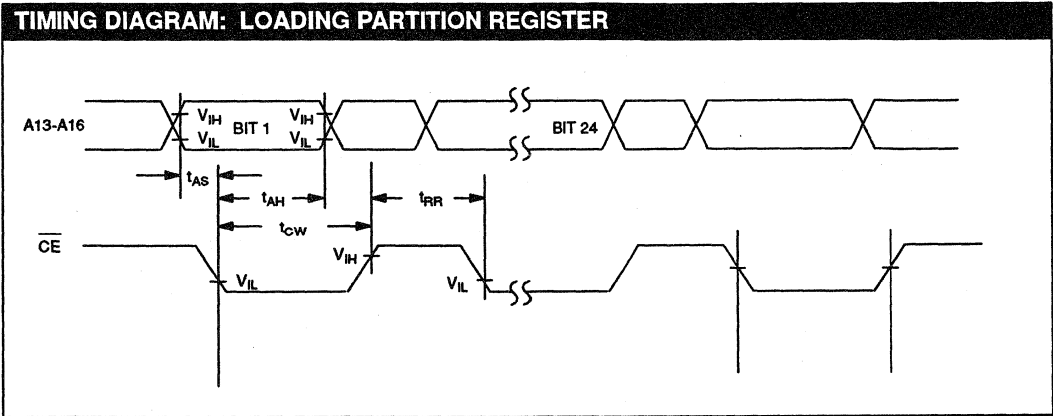 TIMING DIAGRAM: LOADING PARTITION REGISTER
A13-A16
VIH
BIT 1
VIH
BIT 24
VIL
VIL
tAS
tAH
tRR
tCW
CE
VIH
VIL
VIL